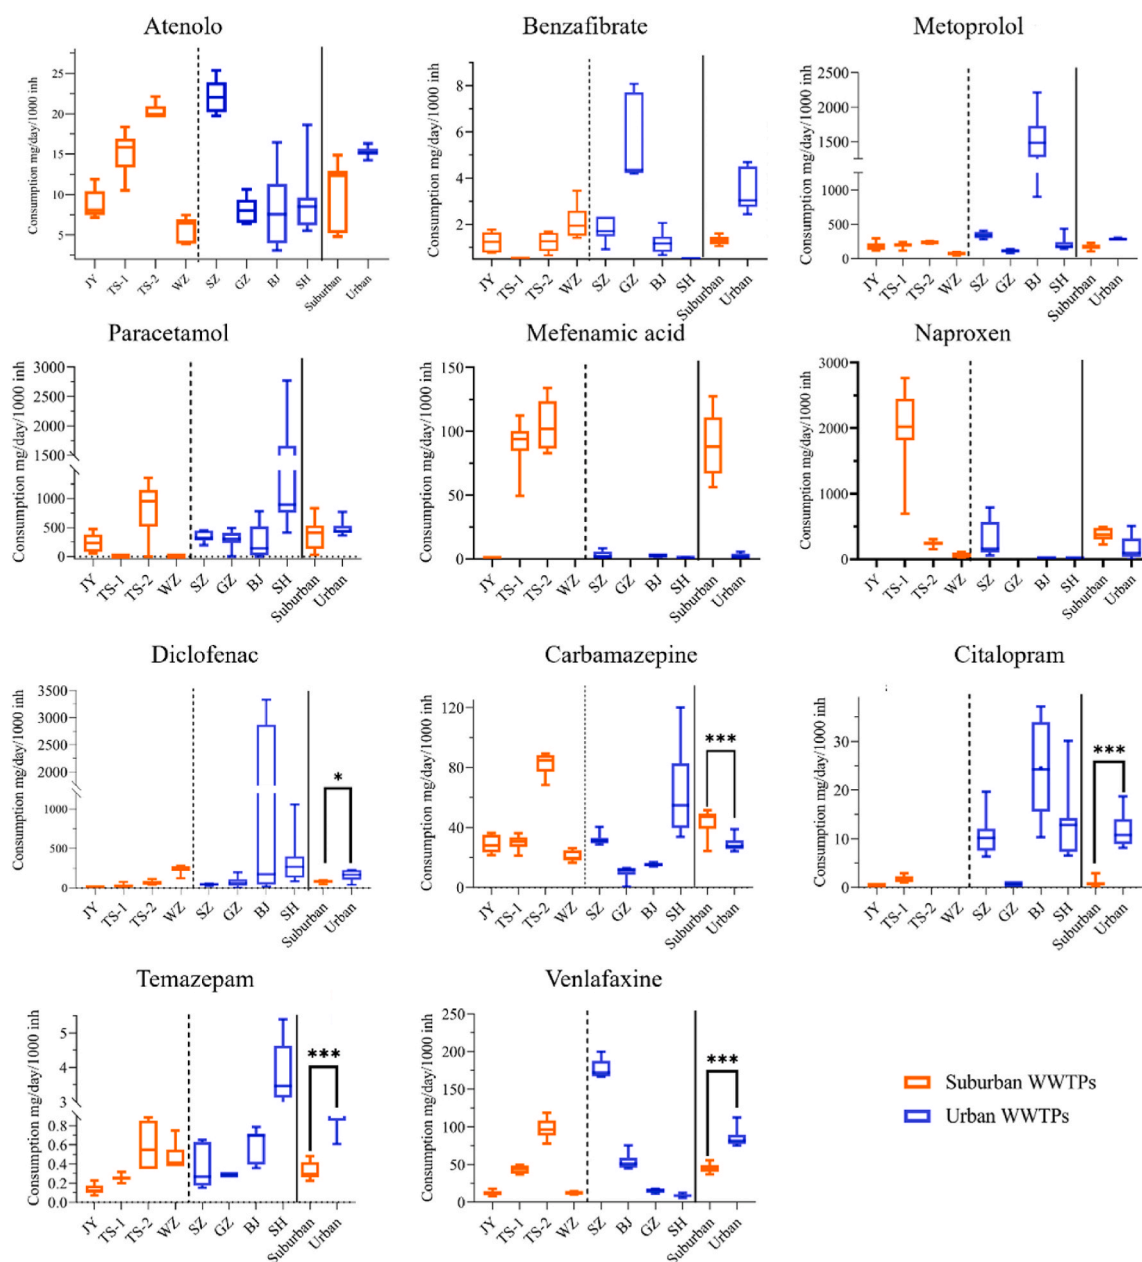 Atenolo
Benzafibrate
Metoprolol
Consumption mg/day/1000 inh
25
20
15
10
5
JY
TS-1
TS-2
WZ
SZ
GZ
BJ
SH
Suburban
Urban
Consumption mg/day/1000 inh
8
6
4
2
JY
TS-1
TS-2
WZ
SZ
GZ
BJ
SH
Suburban
Urban
Consumption mg/day/1000 inh
2500
1500
1000
500
0
JY
TS-1
TS-2
WZ
SZ
GZ
BJ
SH
Suburban
Urban
Paracetamol
Mefenamic acid
Naproxen
Consumption mg/day/1000 inh
3000
2500
2000
1500
1000
500
0
JY
TS-1
TS-2
WZ
SZ
GZ
BJ
SH
Suburban
Urban
Consumption mg/day/1000 inh
150
100
50
0
JY
TS-1
TS-2
WZ
SZ
GZ
BJ
SH
Suburban
Urban
Consumption mg/day/1000 inh
3000
2000
1000
0
JY
TS-1
TS-2
WZ
SZ
GZ
BJ
SH
Suburban
Urban
Diclofenac
Carbamazepine
Citalopram
Consumption mg/day/1000 inh
3500
3000
2500
2000
1000
500
0
*
JY
TS-1
TS-2
WZ
SZ
GZ
BJ
SH
Suburban
Urban
Consumption mg/day/1000 inh
120
80
40
0
***
JY
TS-1
TS-2
WZ
SZ
GZ
BJ
SH
Suburban
Urban
Consumption mg/day/1000 inh
30
20
10
0
***
JY
TS-1
TS-2
WZ
SZ
GZ
BJ
SH
Suburban
Urban
Temazepam
Venlafaxine
Consumption mg/day/1000 inh
5
4
3
0.8
0.6
0.4
0.2
0.0
***
JY
TS-1
TS-2
WZ
SZ
GZ
BJ
SH
Suburban
Urban
Consumption mg/day/1000 inh
250
200
150
100
50
0
***
JY
TS-1
TS-2
WZ
SZ
BJ
GZ
SH
Suburban
Urban
Suburban WWTPs
Urban WWTPs